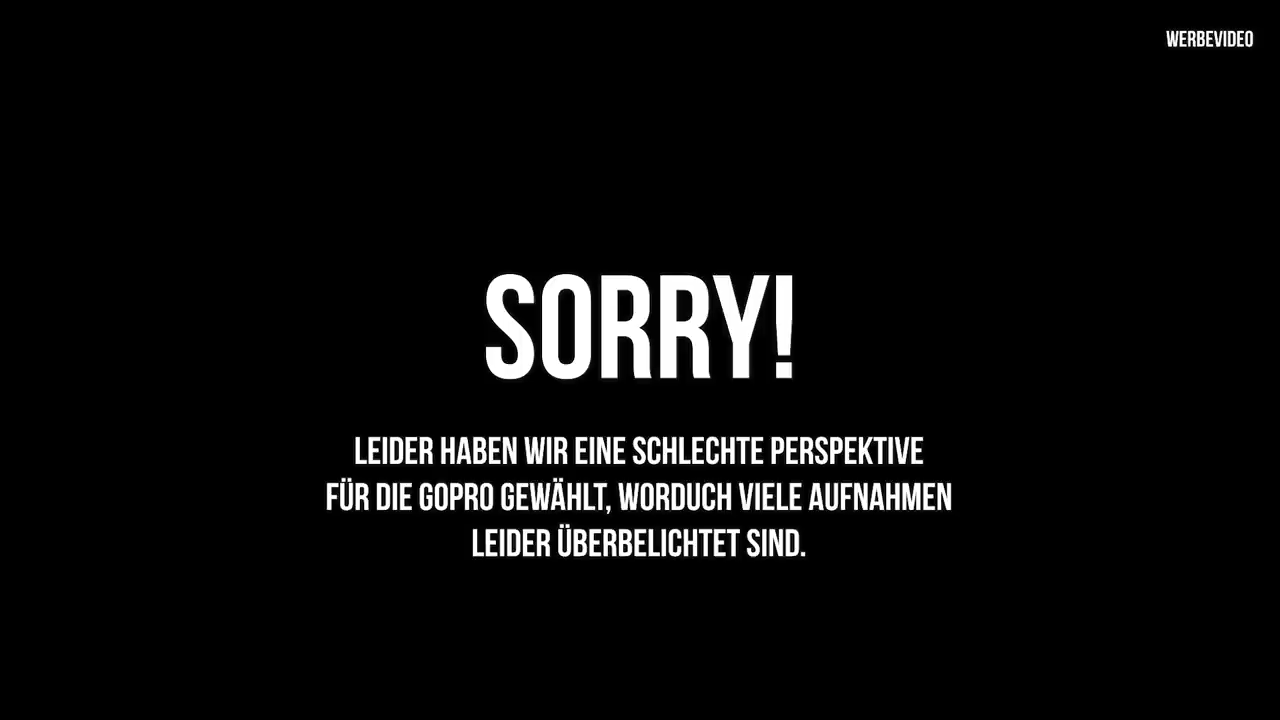 WERBEVIDEO
SORRY!
LEIDER HABEN WIR EINE SCHLECHTE PERSPEKTIVE
FÜR DIE GOPRO GEWÄHLT, WORDUCH VIELE AUFNAHMEN
LEIDER ÜBERBELICHTET SIND.